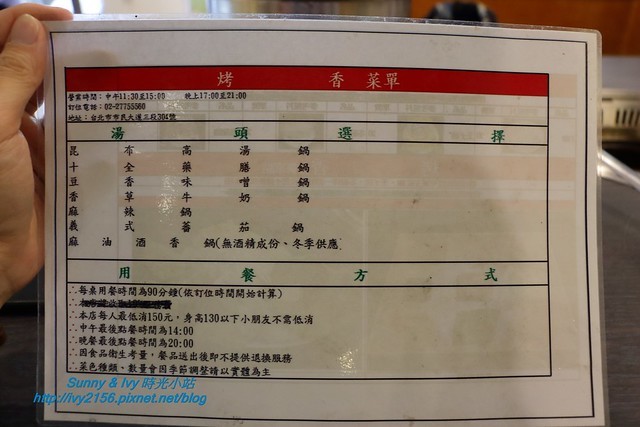 烤 香菜單
營業時間：中午11:30至15:00 晚上17:00至21:00
訂位電話：02-27755560
地址：台北市市民大道三段304號
湯頭選擇
昆布高湯鍋
十全藥膳鍋
豆香味噌鍋
香草牛奶鍋
麻辣鍋
義式蕃茄鍋
麻油酒香鍋(無酒精成份、冬季供應
用餐方式
∴每桌用餐時間為90分鐘(依訂位時間開始計算)
∴本店每人最低消150元，身高130以下小朋友不需低消
∴中午最後點餐時間為14:00
∴晚餐最後點餐時間為20:00
∴因食品衛生考量，餐品送出後即不提供退換服務
∴菜色種類、數量會因季節調整請以實體為主
Sunny & Ivy 時光小站
http://ivy2156.pixnet.net/blog